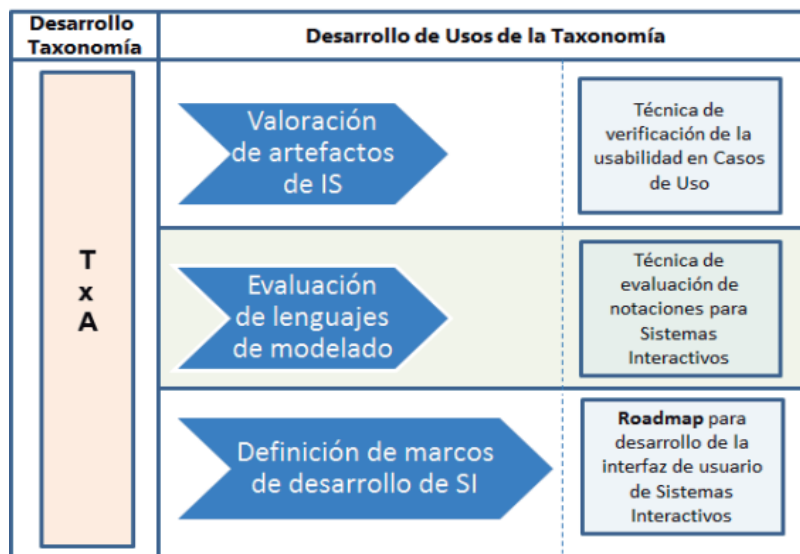 Desarrollo
Taxonomía
Desarrollo de Usos de la Taxonomía
T
x
A
Valoración
de artefactos
de IS
Técnica de
verificación de la
usabilidad en Casos
de Uso
Evaluación
de lenguajes
de modelado
Técnica de
evaluación de
notaciones para
Sistemas
Interactivos
Definición de marcos
de desarrollo de SI
Roadmap para
desarrollo de la
interfaz de usuario
de Sistemas
Interactivos